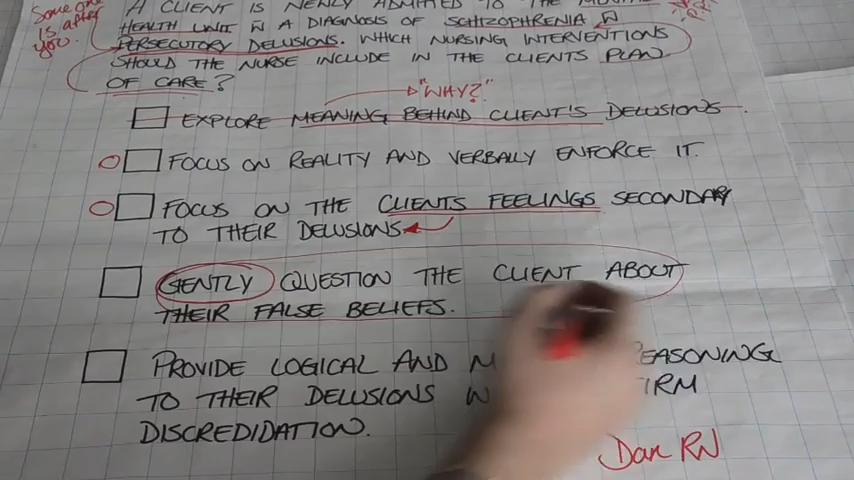 Someone
is after
you.
A CLIENT IS NEWLY ADMITTED TO THE MENTAL
HEALTH UNIT A DIAGNOSIS OF SCHIZOPHRENIA
PERSECUTORY DELUSIONS. WHICH NURSING INTERVENTIONS
SHOULD THE NURSE INCLUDE IN THE CLIENTS PLAN
OF CARE?
"WHY?"
EXPLORE MEANING BEHIND CLIENT'S DELUSIONS.
FOCUS ON REALITY AND VERBALLY ENFORCE IT.
FOCUS ON THE CLIENTS FEELINGS SECONDARY
TO THEIR DELUSIONS
GENTLY QUESTION THE CLIENT ABOUT
THEIR FALSE BELIEFS.
PROVIDE LOGICAL AND REASONING
TO THEIR DELUSIONS
DISCREDIDATION.
Dan RN